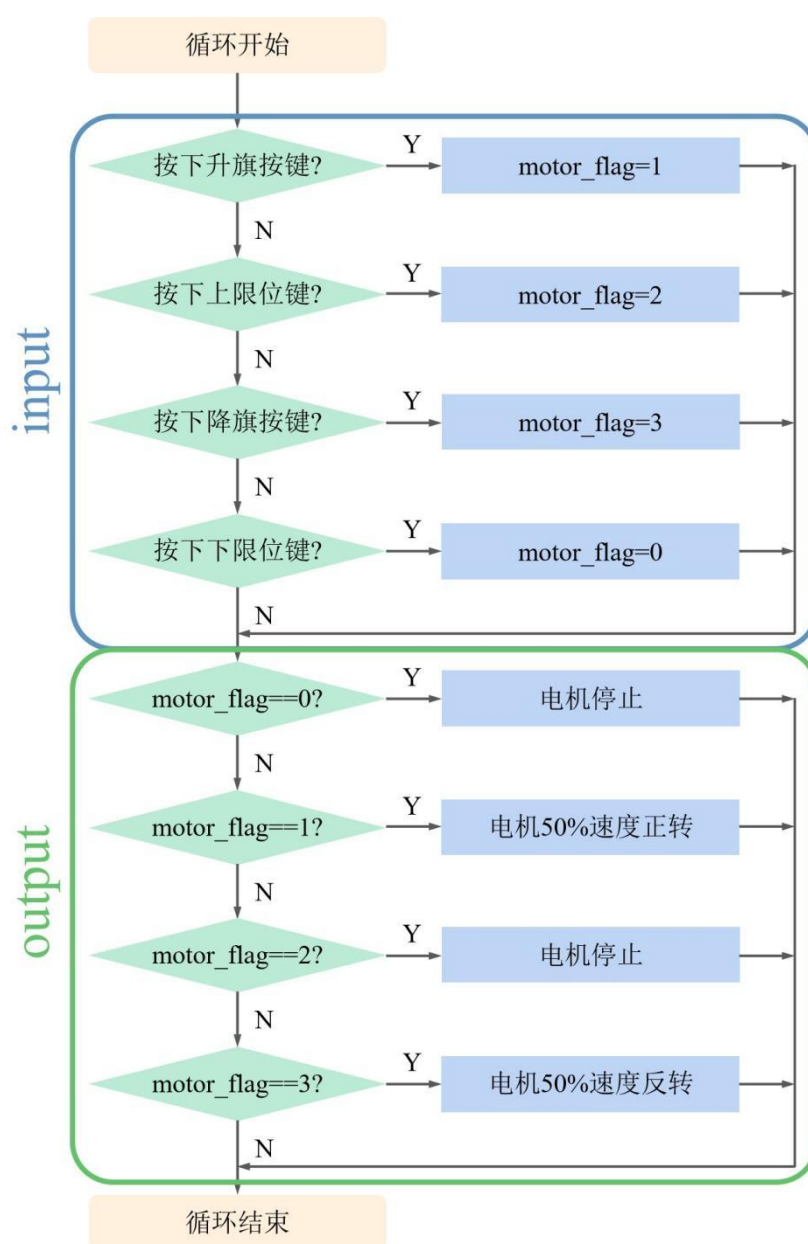 循环开始
input
按下升旗按键?
Y
motor_flag=1
N
按下上限位键?
Y
motor_flag=2
N
按下降旗按键?
Y
motor_flag=3
N
按下下限位键?
Y
motor_flag=0
N
output
motor_flag==0?
Y
电机停止
N
motor_flag==1?
Y
电机50%速度正转
N
motor_flag==2?
Y
电机停止
N
motor_flag==3?
Y
电机50%速度反转
N
循环结束